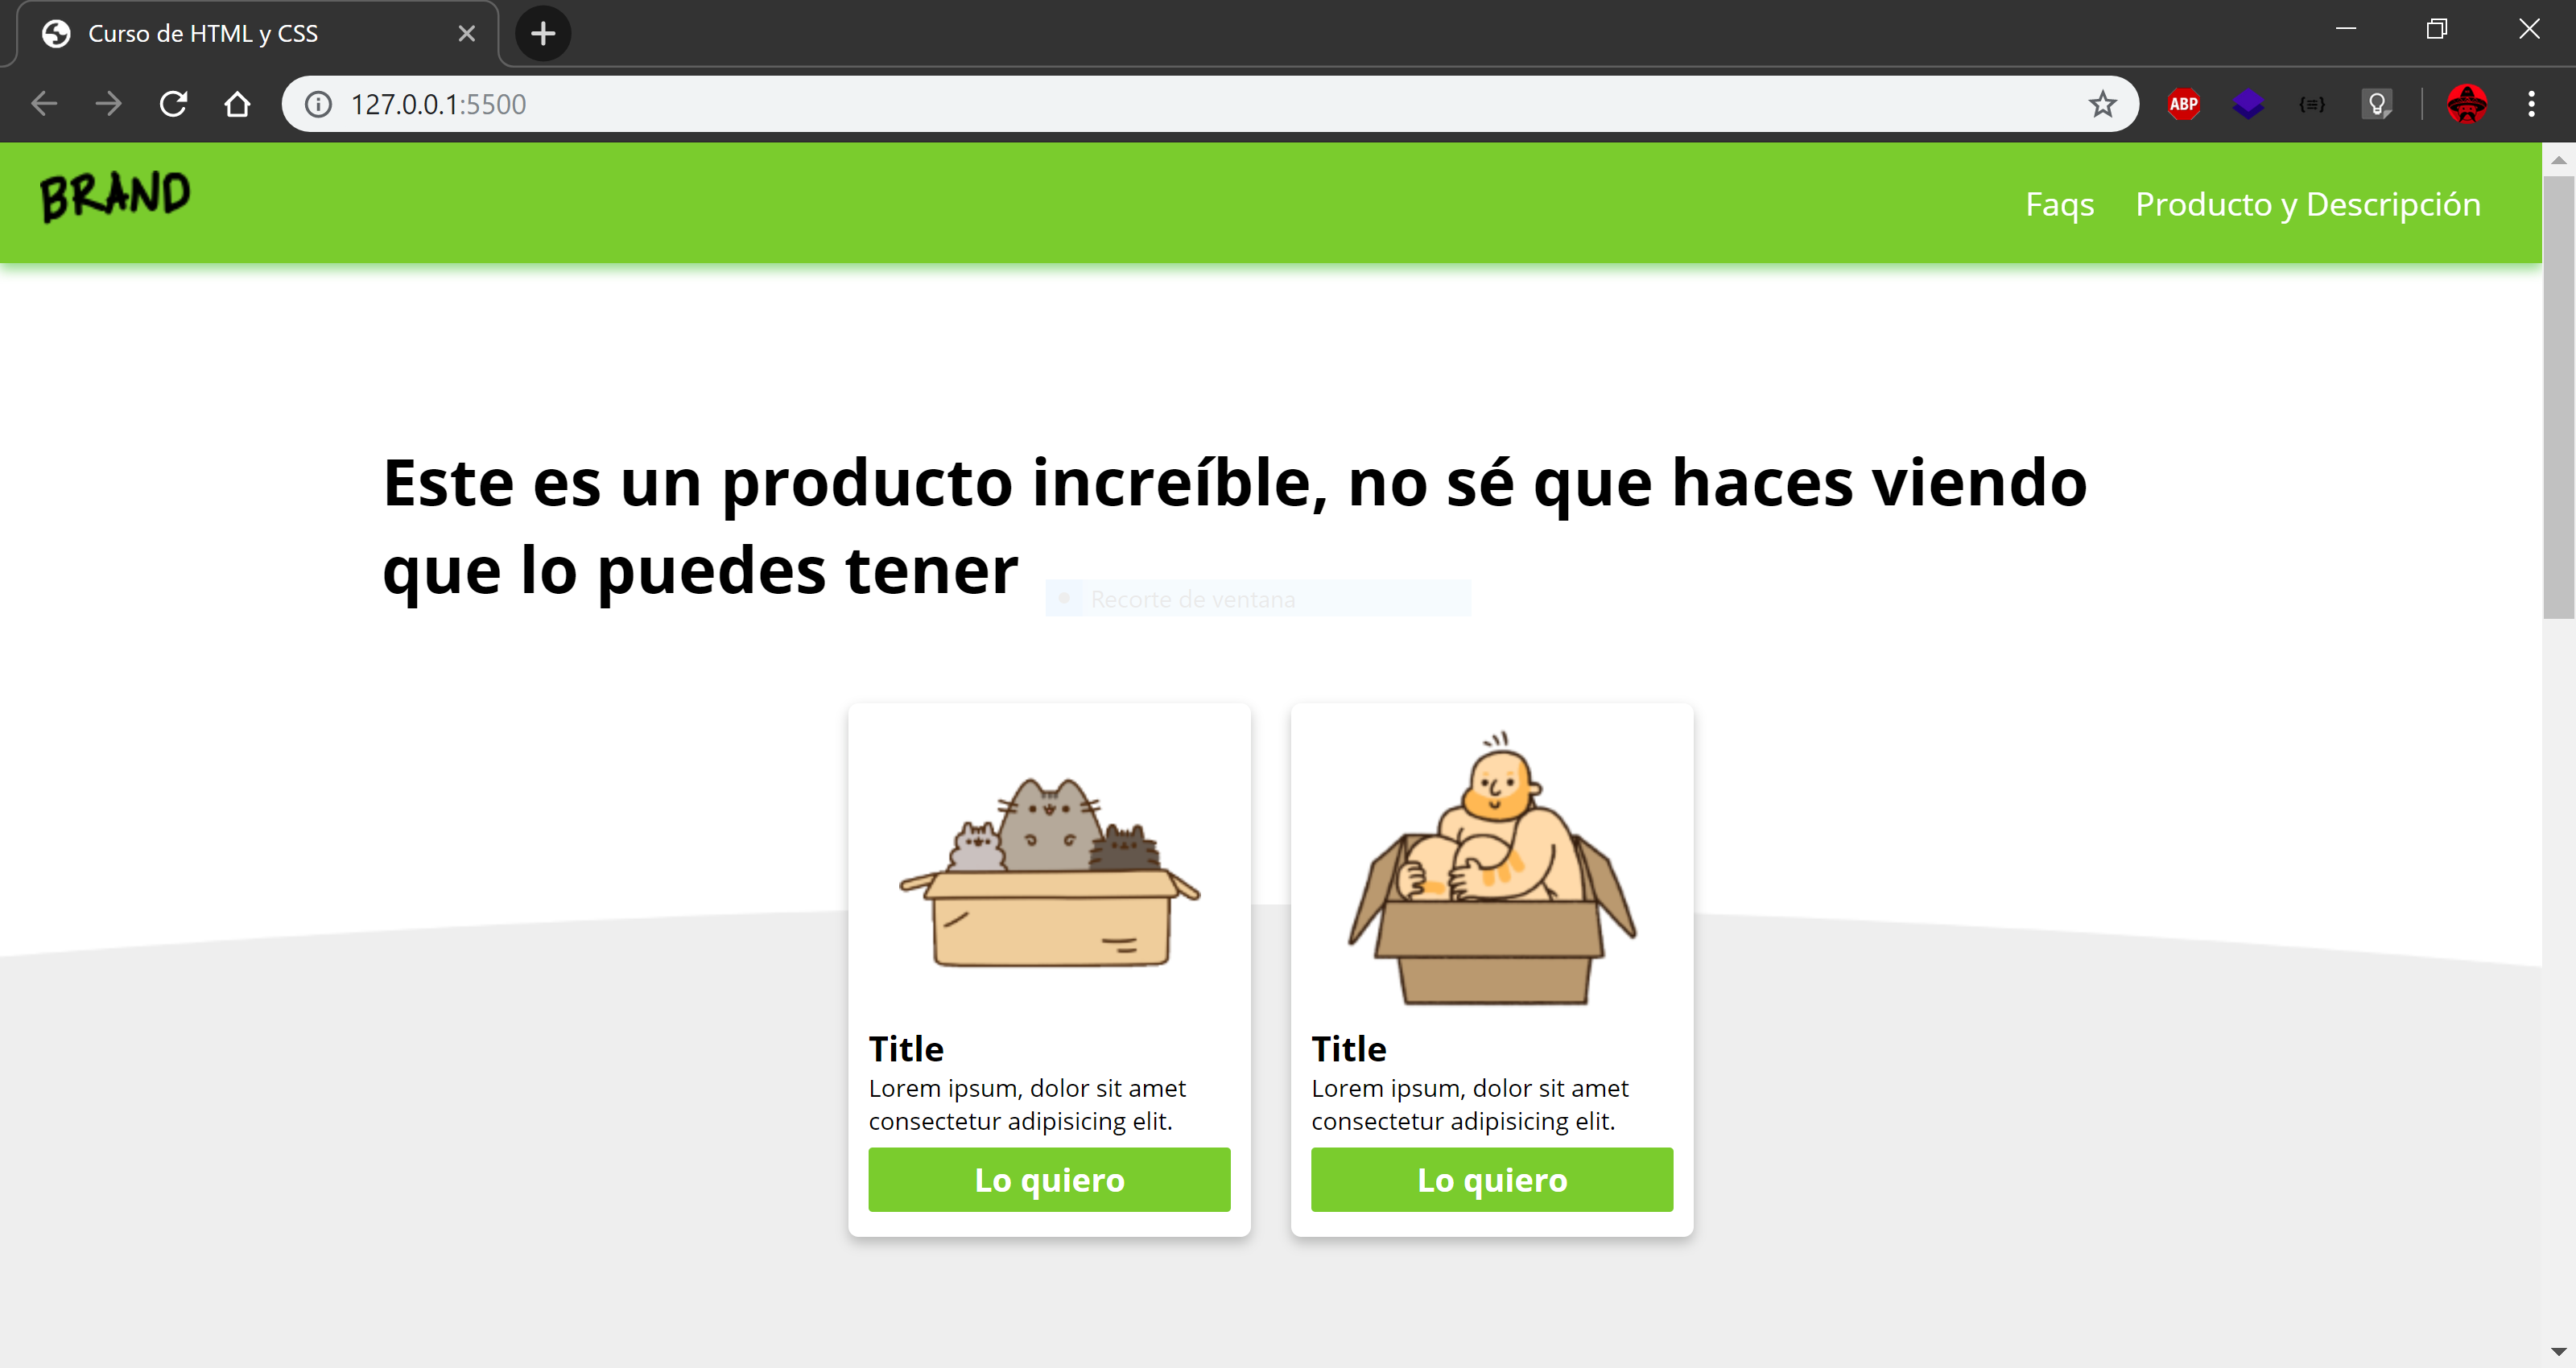 Curso de HTML y CSS
127.0.0.1:5500
ABP
BRAND
Faqs Producto y Descripción
Este es un producto increíble, no sé que haces viendo
que lo puedes tener
Recorte de ventana
Title
Lorem ipsum, dolor sit amet
consectetur adipisicing elit.
Lo quiero
Title
Lorem ipsum, dolor sit amet
consectetur adipisicing elit.
Lo quiero